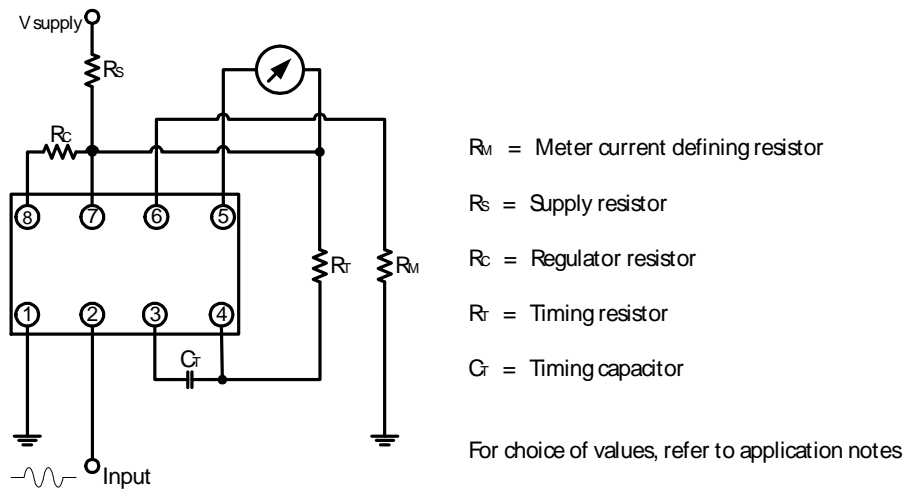 V supply
Rs
Rc
8 7 6 5
RT RM
1 2 3 4
CT
Input
RM = Meter current defining resistor
Rs = Supply resistor
Rc = Regulator resistor
RT = Timing resistor
CT = Timing capacitor
For choice of values, refer to application notes